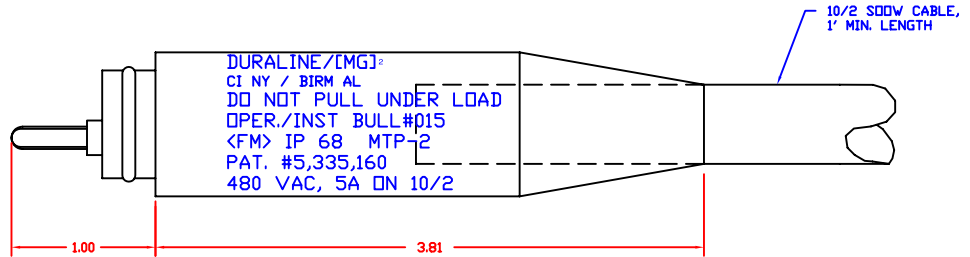 10/2 SOOW CABLE,
1' MIN. LENGTH
DURALINE/[MG]²
CI NY / BIRM AL
DO NOT PULL UNDER LOAD
OPER./INST BULL#015
<FM> IP 68 MTP-2
PAT. #5,335,160
480 VAC, 5A ON 10/2
1.00
3.81